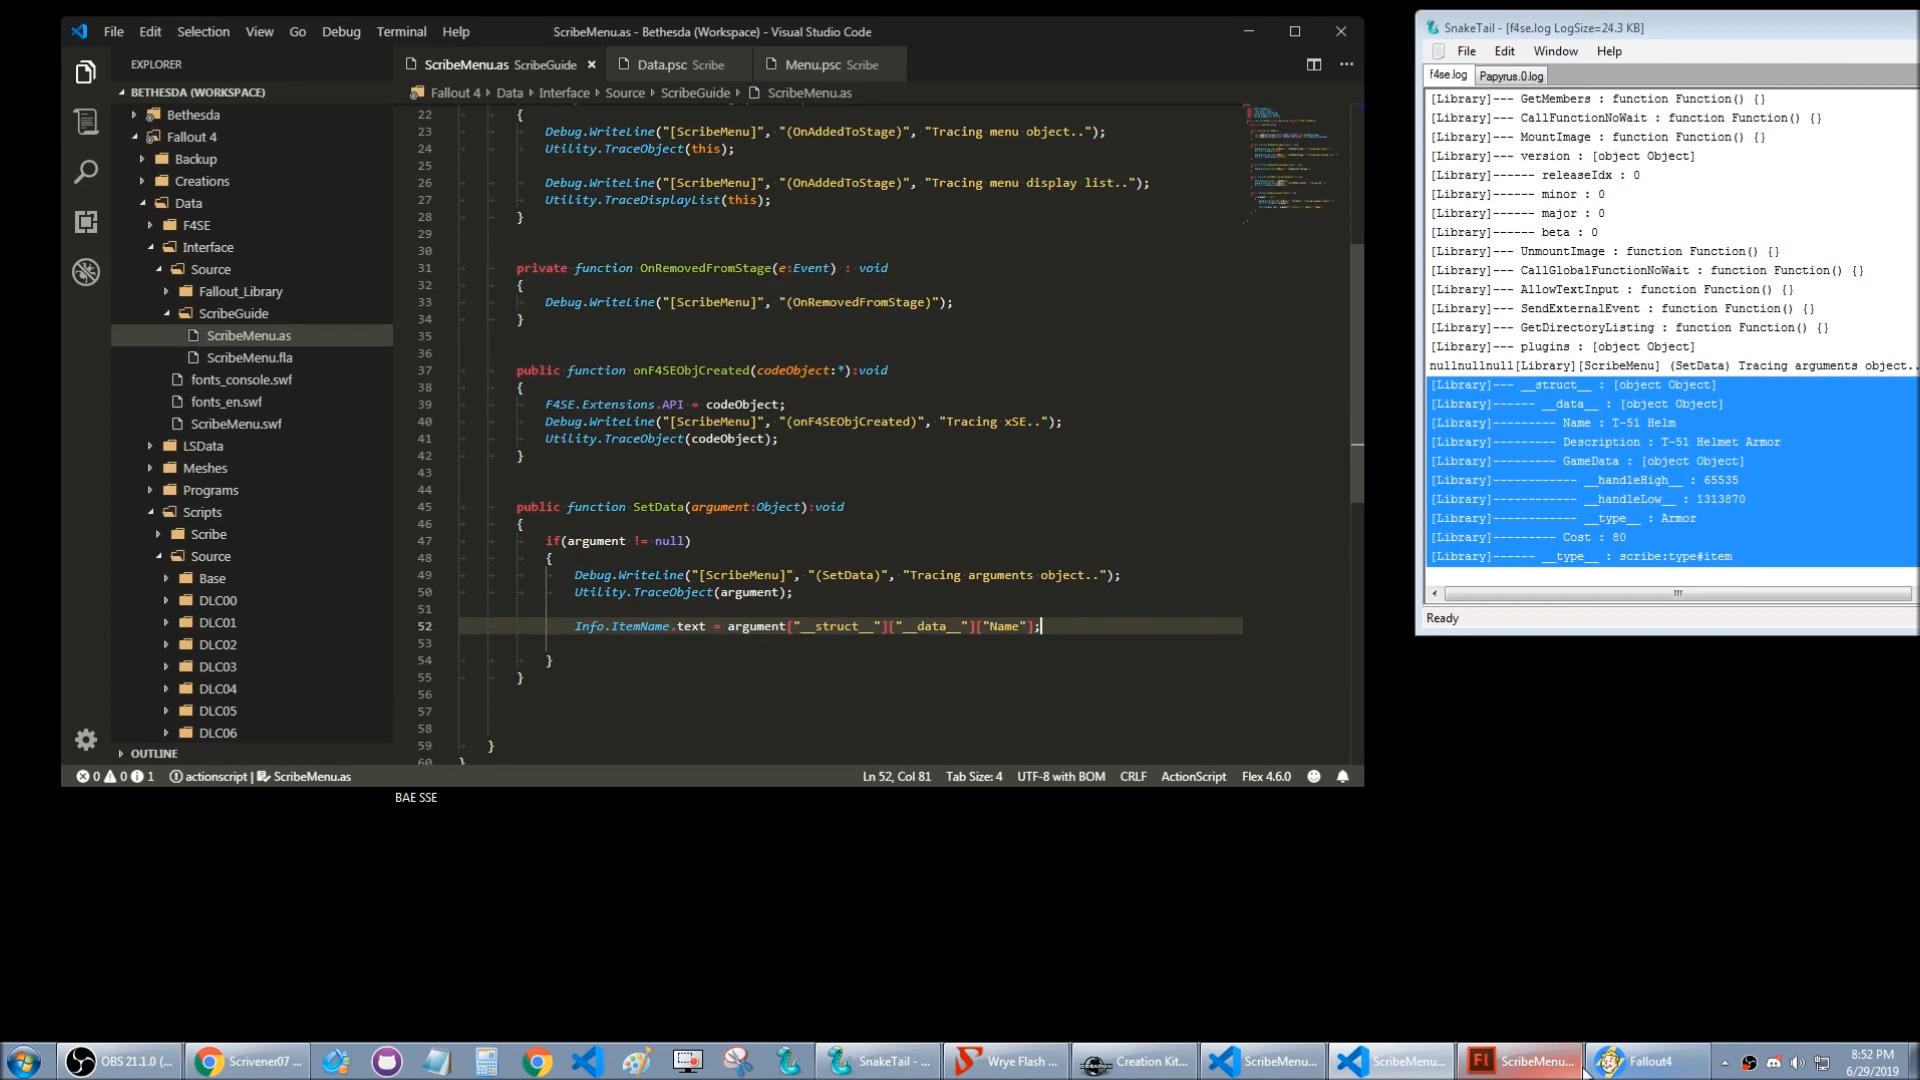 File Edit Selection View Go Debug Terminal Help
ScribeMenu.as - Bethesda (Workspace) - Visual Studio Code
EXPLORER
ScribeMenu.as ScribeGuide ×
Data.psc Scribe
Menu.psc Scribe
BETHESDA (WORKSPACE)
Fallout 4 › Data › Interface › Source › ScribeGuide › ScribeMenu.as
Bethesda
Fallout 4
Backup
Creations
Data
F4SE
Interface
Source
Fallout_Library
ScribeGuide
ScribeMenu.as
ScribeMenu.fla
fonts_console.swf
fonts_en.swf
ScribeMenu.swf
LSData
Meshes
Programs
Scripts
Scribe
Source
Base
DLC00
DLC01
DLC02
DLC03
DLC04
DLC05
DLC06
OUTLINE
22 {
23 Debug.WriteLine("[ScribeMenu]", "(OnAddedToStage)", "Tracing menu object..");
24 Utility.TraceObject(this);
25
26 Debug.WriteLine("[ScribeMenu]", "(OnAddedToStage)", "Tracing menu display list..");
27 Utility.TraceDisplayList(this);
28 }
29
30
31 private function OnRemovedFromStage(e:Event) : void
32 {
33 Debug.WriteLine("[ScribeMenu]", "(OnRemovedFromStage)");
34 }
35
36
37 public function onF4SEObjCreated(codeObject:*):void
38 {
39 F4SE.Extensions.API = codeObject;
40 Debug.WriteLine("[ScribeMenu]", "(onF4SEObjCreated)", "Tracing xSE..");
41 Utility.TraceObject(codeObject);
42 }
43
44
45 public function SetData(argument:Object):void
46 {
47 if(argument != null)
48 {
49 Debug.WriteLine("[ScribeMenu]", "(SetData)", "Tracing arguments object..");
50 Utility.TraceObject(argument);
51
52 Info.ItemName.text = argument["__struct__"]["__data__"]["Name"];
53
54 }
55 }
56
57
58
59 }
60 }
0 0 1 actionscript | ScribeMenu.as
Ln 52, Col 81 Tab Size: 4 UTF-8 with BOM CRLF ActionScript Flex 4.6.0
BAE SSE
SnakeTail - [f4se.log LogSize=24.3 KB]
File Edit Window Help
f4se.log Papyrus.0.log
[Library]--- GetMembers : function Function() {}
[Library]--- CallFunctionNoWait : function Function() {}
[Library]--- MountImage : function Function() {}
[Library]--- version : [object Object]
[Library]------ releaseIdx : 0
[Library]------ minor : 0
[Library]------ major : 0
[Library]------ beta : 0
[Library]--- UnmountImage : function Function() {}
[Library]--- CallGlobalFunctionNoWait : function Function() {}
[Library]--- AllowTextInput : function Function() {}
[Library]--- SendExternalEvent : function Function() {}
[Library]--- GetDirectoryListing : function Function() {}
[Library]--- plugins : [object Object]
nullnullnull[Library][ScribeMenu] (SetData) Tracing arguments object..
[Library]--- __struct__ : [object Object]
[Library]------ __data__ : [object Object]
[Library]--------- Name : T-51 Helm
[Library]--------- Description : T-51 Helmet Armor
[Library]--------- GameData : [object Object]
[Library]------------ __handleHigh__ : 65535
[Library]------------ __handleLow__ : 1313870
[Library]------------ __type__ : Armor
[Library]--------- Cost : 80
[Library]------ __type__ : scribe:type#item
Ready
OBS 21.1.0 (...
Scrivener07 ...
SnakeTail - ...
Wrye Flash ...
Creation Kit...
ScribeMenu...
ScribeMenu...
Fl ScribeMenu...
Fallout4
8:52 PM
6/29/2019